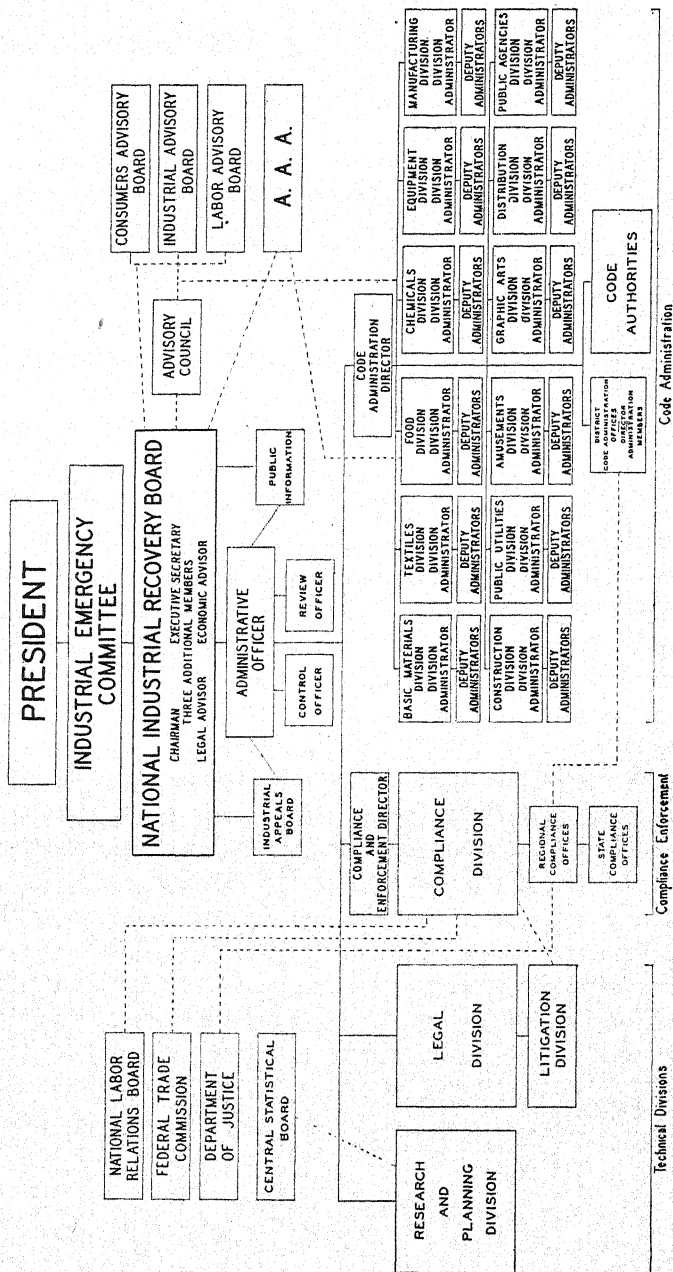 PRESIDENT
INDUSTRIAL EMERGENCY
COMMITTEE
NATIONAL INDUSTRIAL RECOVERY BOARD
CHAIRMAN EXECUTIVE SECRETARY
THREE ADDITIONAL MEMBERS
LEGAL ADVISOR ECONOMIC ADVISOR
CONSUMERS ADVISORY
BOARD
INDUSTRIAL ADVISORY
BOARD
LABOR ADVISORY
BOARD
ADVISORY
COUNCIL
A. A. A.
NATIONAL LABOR
RELATIONS BOARD
FEDERAL TRADE
COMMISSION
DEPARTMENT
OF JUSTICE
CENTRAL STATISTICAL
BOARD
INDUSTRIAL
APPEALS
BOARD
ADMINISTRATIVE
OFFICER
PUBLIC
INFORMATION
CONTROL
OFFICER
REVIEW
OFFICER
COMPLIANCE
AND
ENFORCEMENT DIRECTOR
CODE
ADMINISTRATION
DIRECTOR
RESEARCH
AND
PLANNING
DIVISION
LEGAL
DIVISION
LITIGATION
DIVISION
COMPLIANCE
DIVISION
REGIONAL
COMPLIANCE
OFFICES
STATE
COMPLIANCE
OFFICES
BASIC MATERIALS
DIVISION
DIVISION
ADMINISTRATOR
DEPUTY
ADMINISTRATORS
TEXTILES
DIVISION
DIVISION
ADMINISTRATOR
DEPUTY
ADMINISTRATORS
FOOD
DIVISION
DIVISION
ADMINISTRATOR
DEPUTY
ADMINISTRATORS
CHEMICALS
DIVISION
DIVISION
ADMINISTRATOR
DEPUTY
ADMINISTRATORS
EQUIPMENT
DIVISION
DIVISION
ADMINISTRATOR
DEPUTY
ADMINISTRATORS
MANUFACTURING
DIVISION.
DIVISION
ADMINISTRATOR
DEPUTY
ADMINISTRATORS
CONSTRUCTION
DIVISION
DIVISION
ADMINISTRATOR
DEPUTY
ADMINISTRATORS
PUBLIC UTILITIES
DIVISION
DIVISION
ADMINISTRATOR
DEPUTY
ADMINISTRATORS
AMUSEMENTS
DIVISION
DIVISION
ADMINISTRATOR
DEPUTY
ADMINISTRATORS
GRAPHIC ARTS
DIVISION
DIVISION
ADMINISTRATOR
DEPUTY
ADMINISTRATORS
DISTRIBUTION
DIVISION
DIVISION
ADMINISTRATOR
DEPUTY
ADMINISTRATORS
PUBLIC AGENCIES
DIVISION
DIVISION
ADMINISTRATOR
DEPUTY
ADMINISTRATORS
DISTRICT
CODE ADMINISTRATION
OFFICES
DIRECTOR
ADMINISTRATION
MEMBERS
CODE
AUTHORITIES
Technical Divisions
Compliance Enforcement
Code Administration